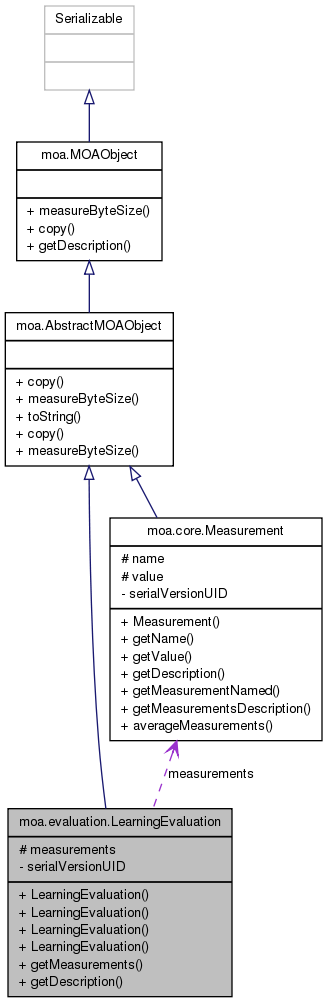 Serializable
moa.MOAObject
+ measureByteSize()
+ copy()
+ getDescription()
moa.AbstractMOAObject
+ copy()
+ measureByteSize()
+ toString()
+ copy()
+ measureByteSize()
moa.core.Measurement
# name
# value
- serialVersionUID
+ Measurement()
+ getName()
+ getValue()
+ getDescription()
+ getMeasurementNamed()
+ getMeasurementsDescription()
+ averageMeasurements()
measurements
moa.evaluation.LearningEvaluation
# measurements
- serialVersionUID
+ LearningEvaluation()
+ LearningEvaluation()
+ LearningEvaluation()
+ LearningEvaluation()
+ getMeasurements()
+ getDescription()